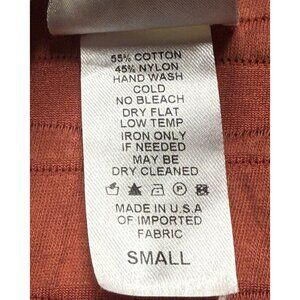 55% COTTON
45% NYLON
HAND WASH
COLD
NO BLEACH
DRY FLAT
LOW TEMP
IRON ONLY
IF NEEDED
MAY BE
DRY CLEANED
MADE IN U.S.A
OF IMPORTED
FABRIC
SMALL